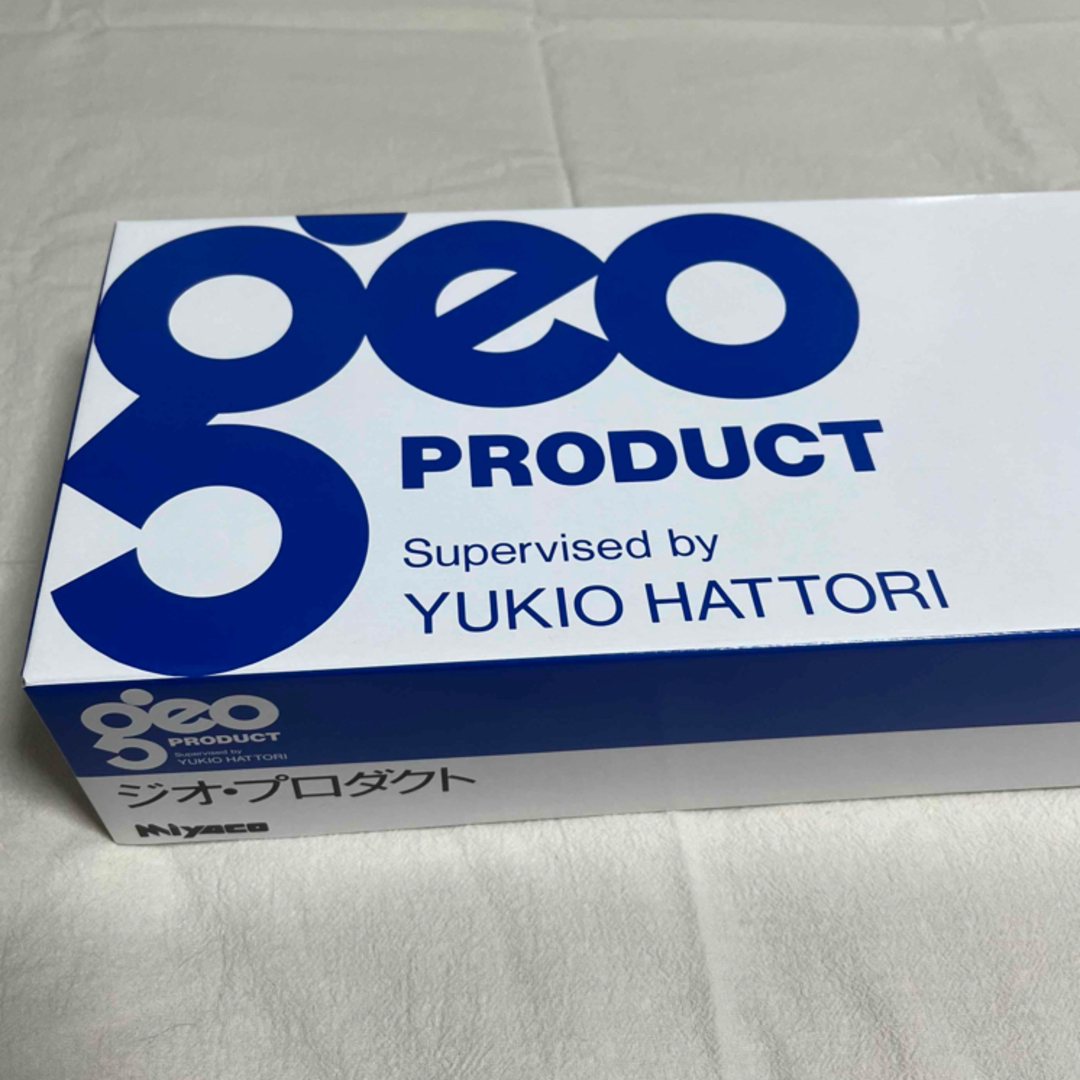 geo
PRODUCT
Supervised by
YUKIO HATTORI
geo
PRODUCT
Supervised by
YUKIO HATTORI
ジオ・プロダクト
Miyaco